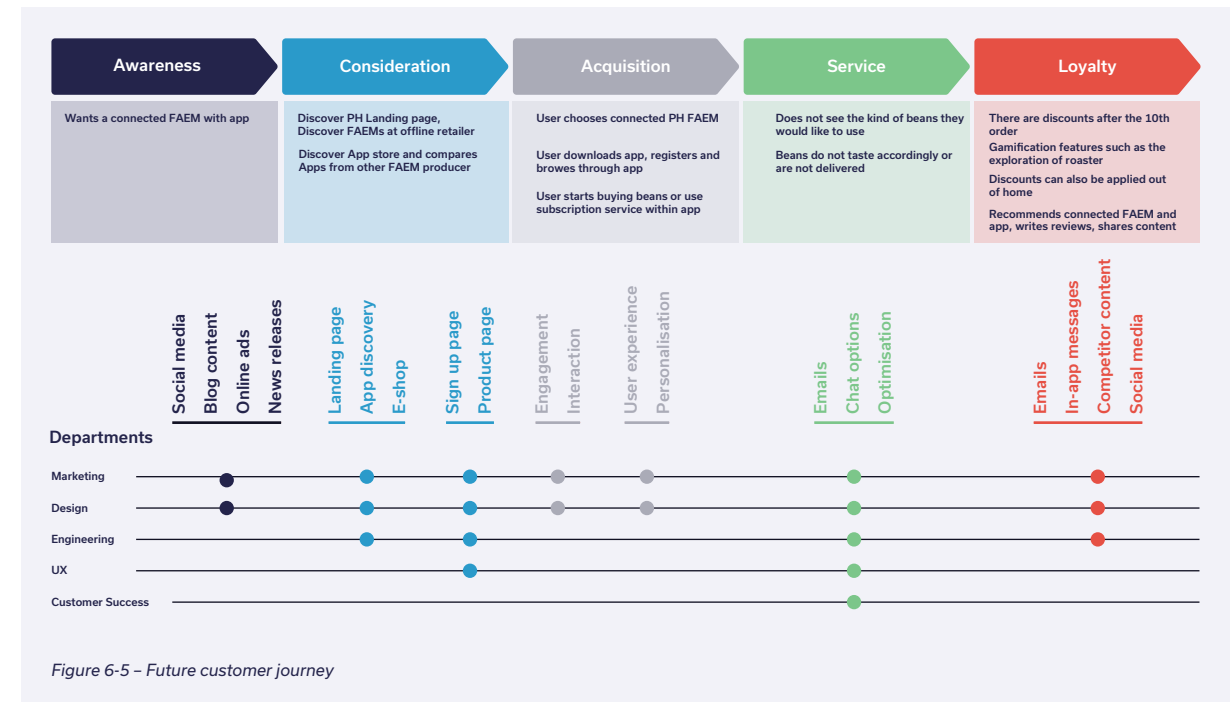 Awareness
Consideration
Acquisition
Service
Loyalty
Wants a connected FAEM with app
Discover PH Landing page,
Discover FAEMs at offline retailer
Discover App store and compares
Apps from other FAEM producer
User chooses connected PH FAEM
User downloads app, registers and
browes through app
User starts buying beans or use
subscription service within app
Does not see the kind of beans they
would like to use
Beans do not taste accordingly or
are not delivered
There are discounts after the 10th
order
Gamification features such as the
exploration of roaster
Discounts can also be applied out
of home
Recommends connected FAEM and
app, writes reviews, shares content
Social media
Blog content
Online ads
News releases
Landing page
App discovery
E-shop
Sign up page
Product page
Engagement
Interaction
User experience
Personalisation
Emails
Chat options
Optimisation
Emails
In-app messages
Competitor content
Social media
Departments
Marketing
Design
Engineering
UX
Customer Success
Figure 6-5 – Future customer journey